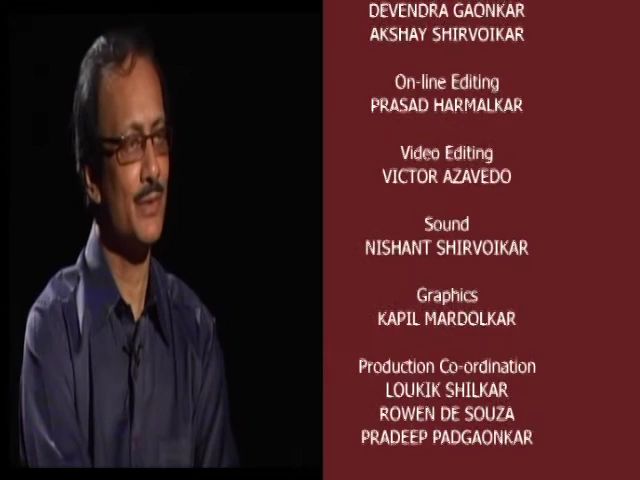 DEVENDRA GAONKAR
AKSHAY SHIRVOIKAR
On-line Editing
PRASAD HARMALKAR
Video Editing
VICTOR AZAVEDO
Sound
NISHANT SHIRVOIKAR
Graphics
KAPIL MARDOLKAR
Production Co-ordination
LOUKIK SHILKAR
ROWEN DE SOUZA
PRADEEP PADGAONKAR